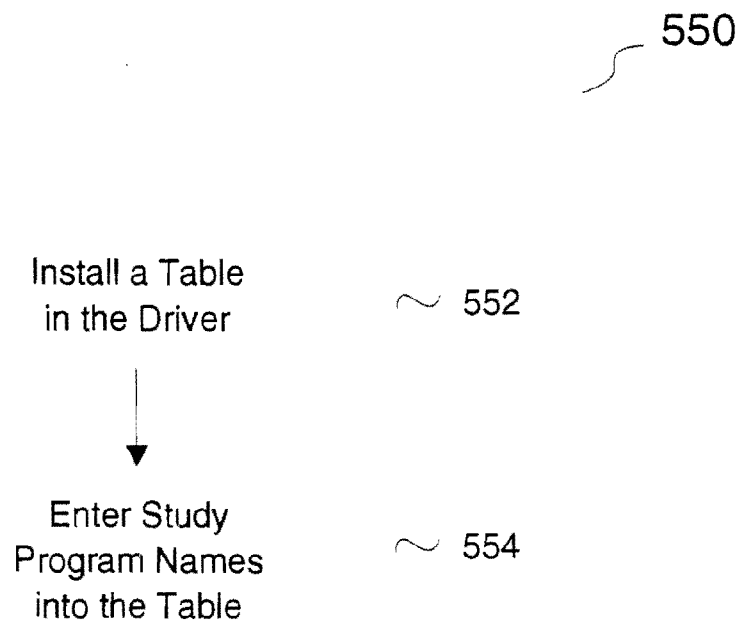 550
Install a Table
in the Driver
552
Enter Study
Program Names
into the Table
554